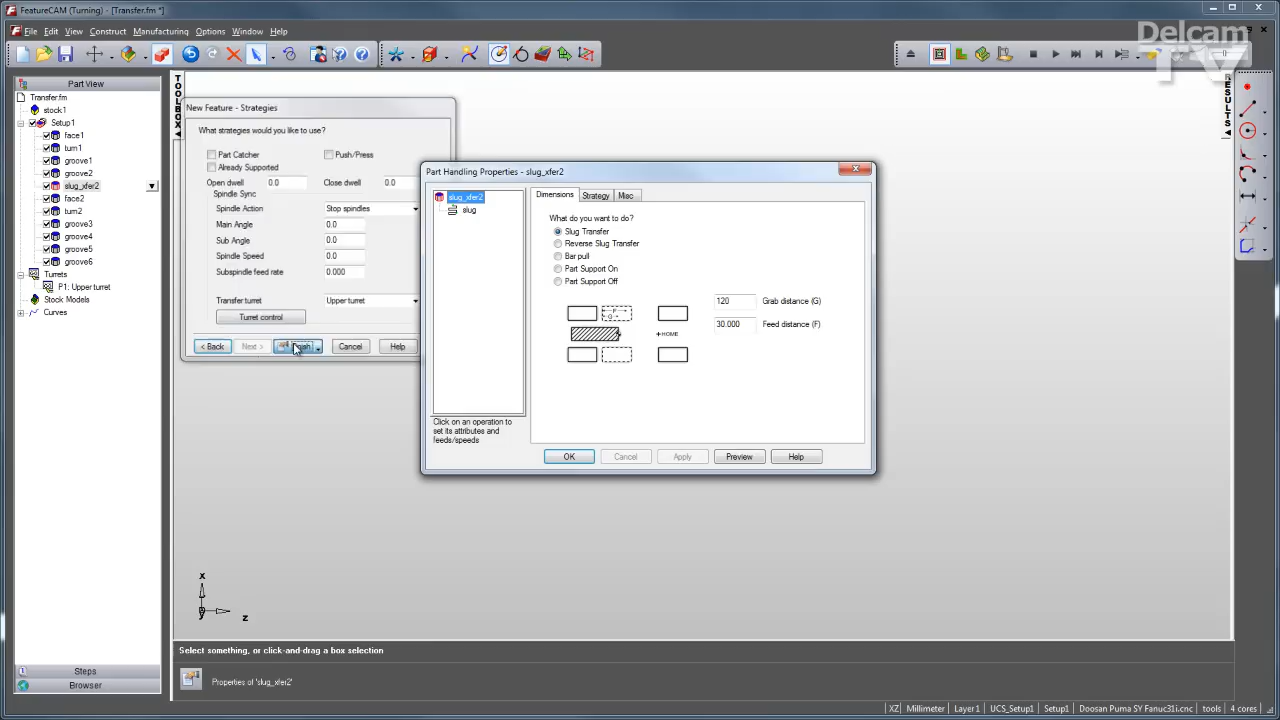 FeatureCAM (Turning) - [Transfer.fm *]
File Edit View Construct Manufacturing Options Window Help
Delcam
TV
Part View
Transfer.fm
stock1
Setup1
face1
turn1
groove1
groove2
slug_xfer2
face2
turn2
groove3
groove4
groove5
groove6
Turrets
P1: Upper turret
Stock Models
Curves
Steps
Browser
TOOLBOX
New Feature - Strategies
What strategies would you like to use?
Part Catcher Push/Press
Already Supported
Open dwell 0.0 Close dwell 0.0
Spindle Sync
Spindle Action Stop spindles
Main Angle 0.0
Sub Angle 0.0
Spindle Speed 0.0
Subspindle feed rate 0.000
Transfer turret Upper turret
Turret control
< Back Next > Cancel Help
Part Handling Properties - slug_xfer2
slug_xfer2
slug
Click on an operation to
set its attributes and
feeds/speeds
Dimensions Strategy Misc
What do you want to do?
Slug Transfer
Reverse Slug Transfer
Bar pull
Part Support On
Part Support Off
F
G
+HOME
120 Grab distance (G)
30.000 Feed distance (F)
OK Cancel Apply Preview Help
RESULTS
x
y
z
Select something, or click-and-drag a box selection
Properties of 'slug_xfer2'
XZ Millimeter Layer1 UCS_Setup1 Setup1 Doosan Puma SY Fanuc31i.cnc tools 4 cores